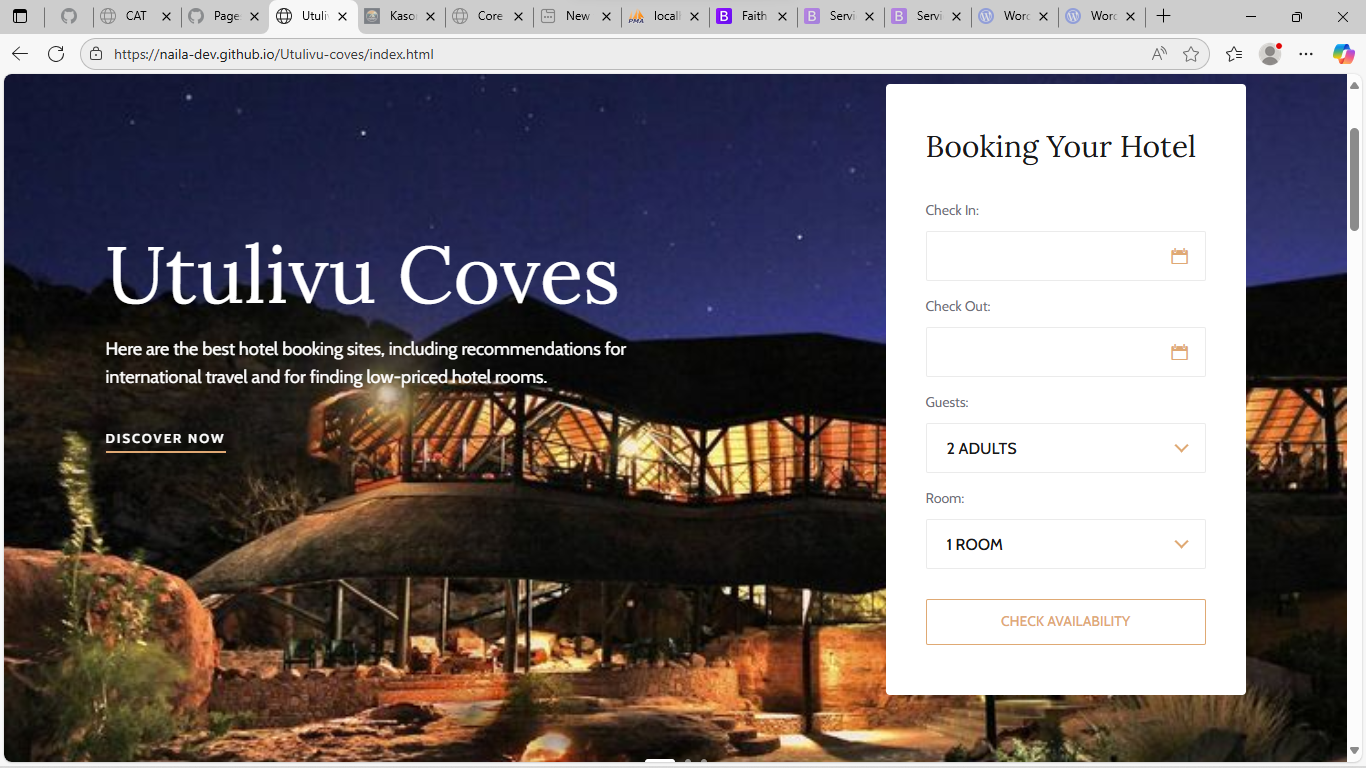 CAT
Page
Utuli
Kaso
Core
New
PMA
locall
B
Faith
B
Servi
B
Servi
Word
Word
https://naila-dev.github.io/Utulivu-coves/index.html
Booking Your Hotel
Check In:
Utulivu Coves
Check Out:
Here are the best hotel booking sites, including recommendations for
international travel and for finding low-priced hotel rooms.
Guests:
DISCOVER NOW
2 ADULTS
Room:
1 ROOM
CHECK AVAILABILITY